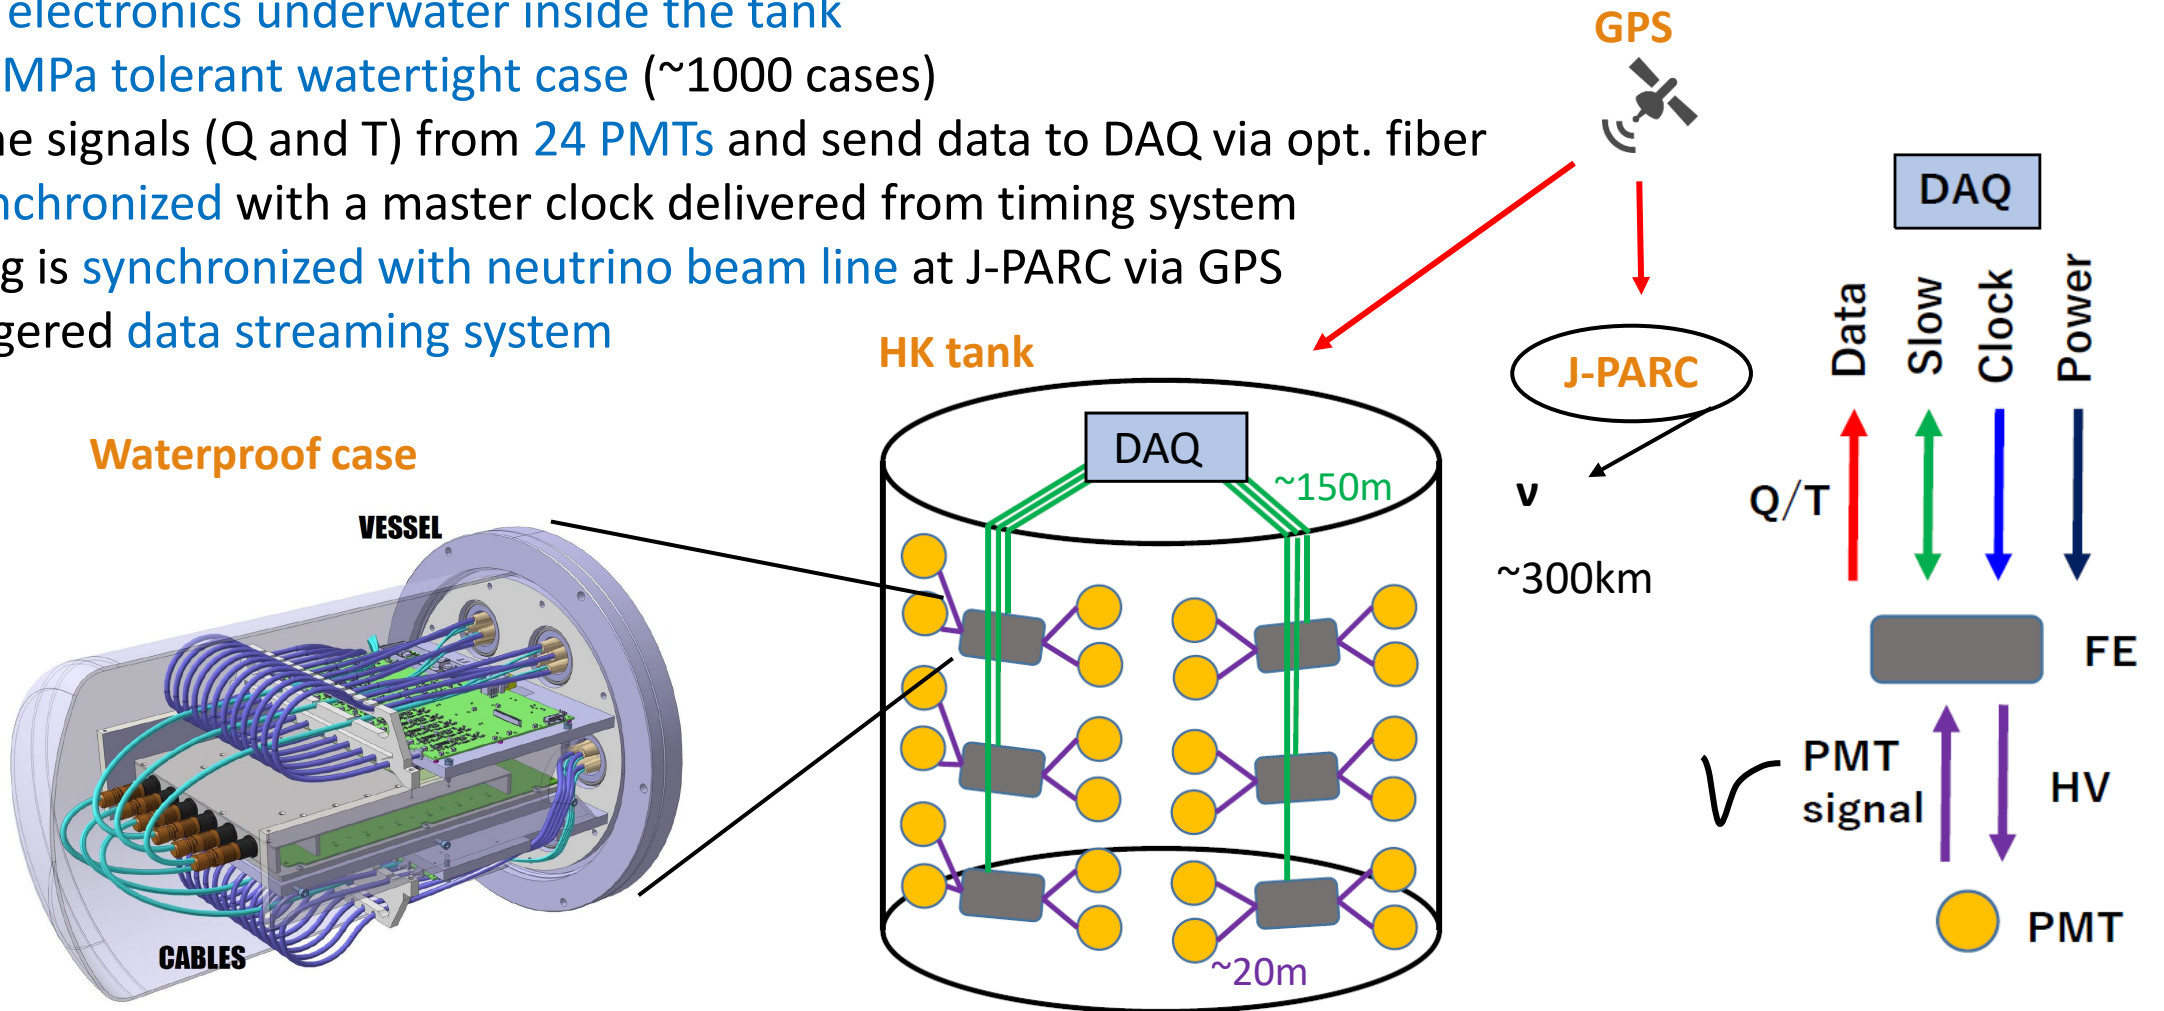 electronics underwater inside the tank
MPa tolerant watertight case (~1000 cases)
signals (Q and T) from 24 PMTs and send data to DAQ via opt. fiber
with a master clock delivered from timing system
is synchronized with neutrino beam line at J-PARC via GPS
data streaming system
GPS
DAQ
Data
Slow
Clock
Power
HK tank
J-PARC
Waterproof case
DAQ
~150m
ν
Q/T
VESSEL
~300km
FE
PMT
signal
HV
CABLES
~20m
PMT